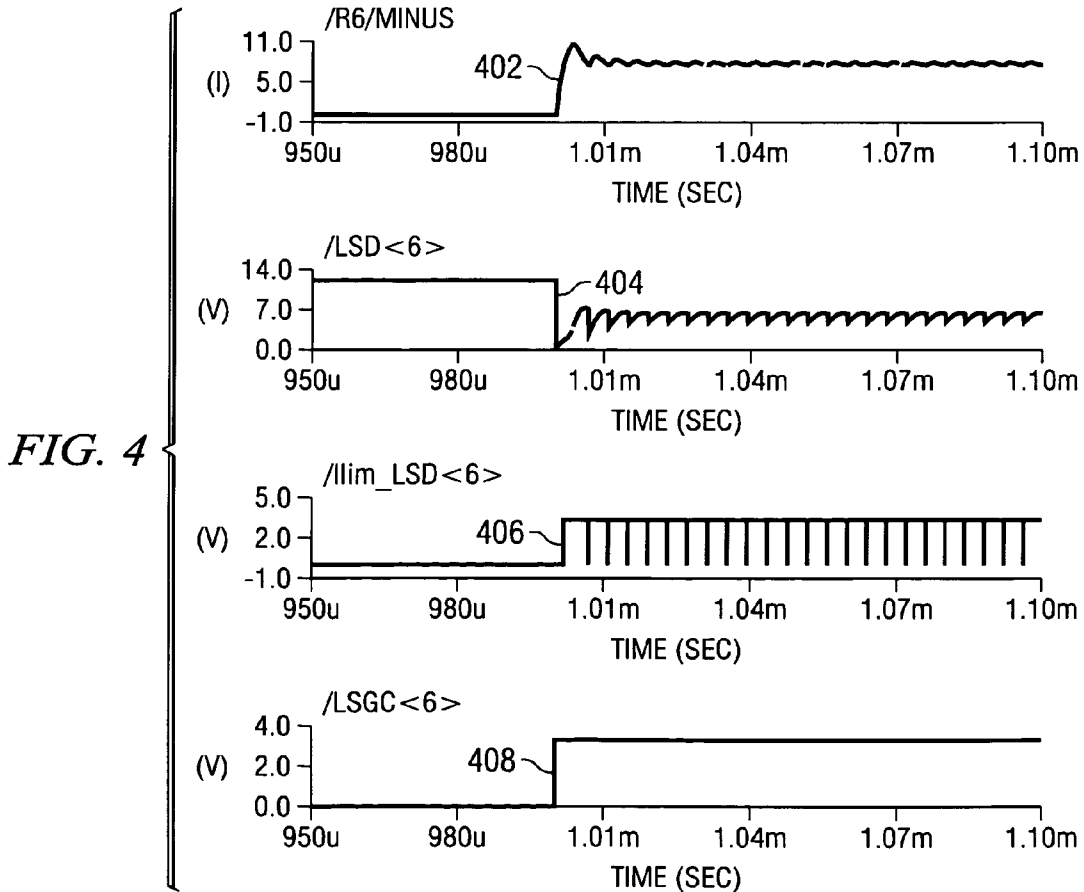 FIG. 4
/R6/MINUS
(I)
11.0
5.0
-1.0
402
950u 980u 1.01m 1.04m 1.07m 1.10m
TIME (SEC)
/LSD<6>
(V)
14.0
7.0
0.0
404
950u 980u 1.01m 1.04m 1.07m 1.10m
TIME (SEC)
/Ilim_LSD<6>
(V)
5.0
2.0
-1.0
406
950u 980u 1.01m 1.04m 1.07m 1.10m
TIME (SEC)
/LSGC<6>
(V)
4.0
2.0
0.0
408
950u 980u 1.01m 1.04m 1.07m 1.10m
TIME (SEC)